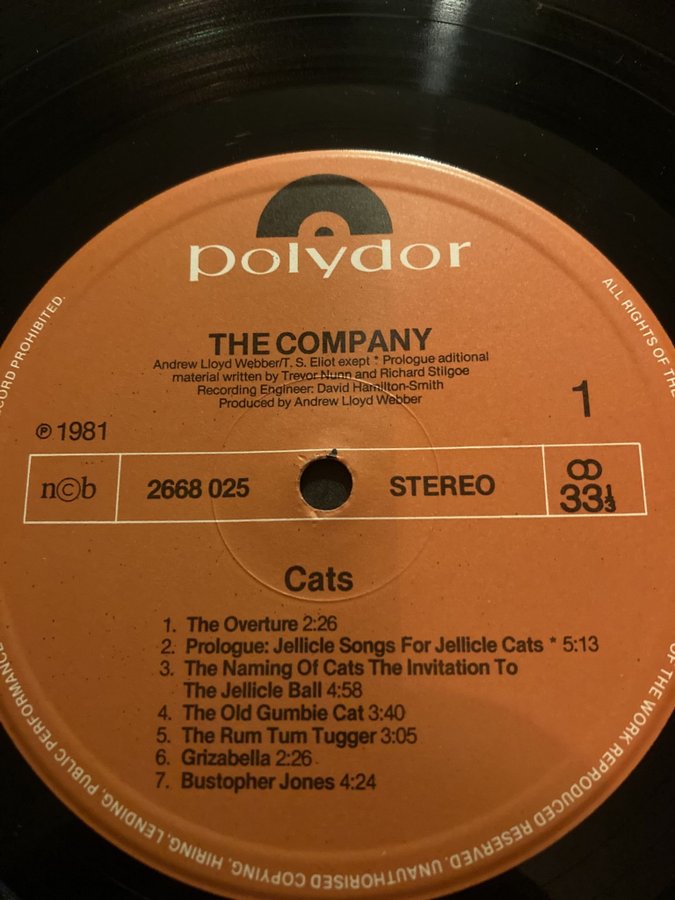 polydor
THE COMPANY
Andrew Lloyd Webber/T. S. Eliot exept * Prologue aditional
material written by Trevor Nunn and Richard Stilgoe
Recording Engineer: David Hamilton-Smith
Produced by Andrew Lloyd Webber
1
℗ 1981
n©b
2668 025
STEREO
33⅓
Cats
1. The Overture 2:26
2. Prologue: Jellicle Songs For Jellicle Cats * 5:13
3. The Naming Of Cats The Invitation To
The Jellicle Ball 4:58
4. The Old Gumbie Cat 3:40
5. The Rum Tum Tugger 3:05
6. Grizabella 2:26
7. Bustopher Jones 4:24
ALL RIGHTS OF THE
OF THE WORK REPRODUCED RESERVED. UNAUTHORISED COPYING, HIRING, LENDING, PUBLIC PERFORMANCE
CORD PROHIBITED.